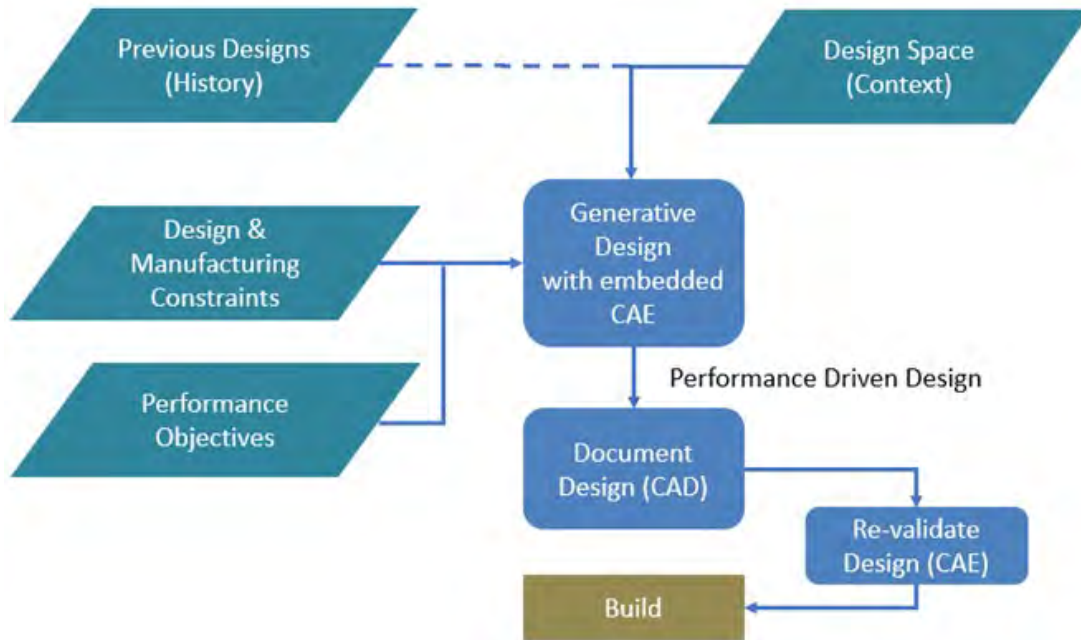 Previous Designs
(History)
Design Space
(Context)
Design &
Manufacturing
Constraints
Generative
Design
with embedded
CAE
Performance
Objectives
Performance Driven Design
Document
Design (CAD)
Re-validate
Design (CAE)
Build